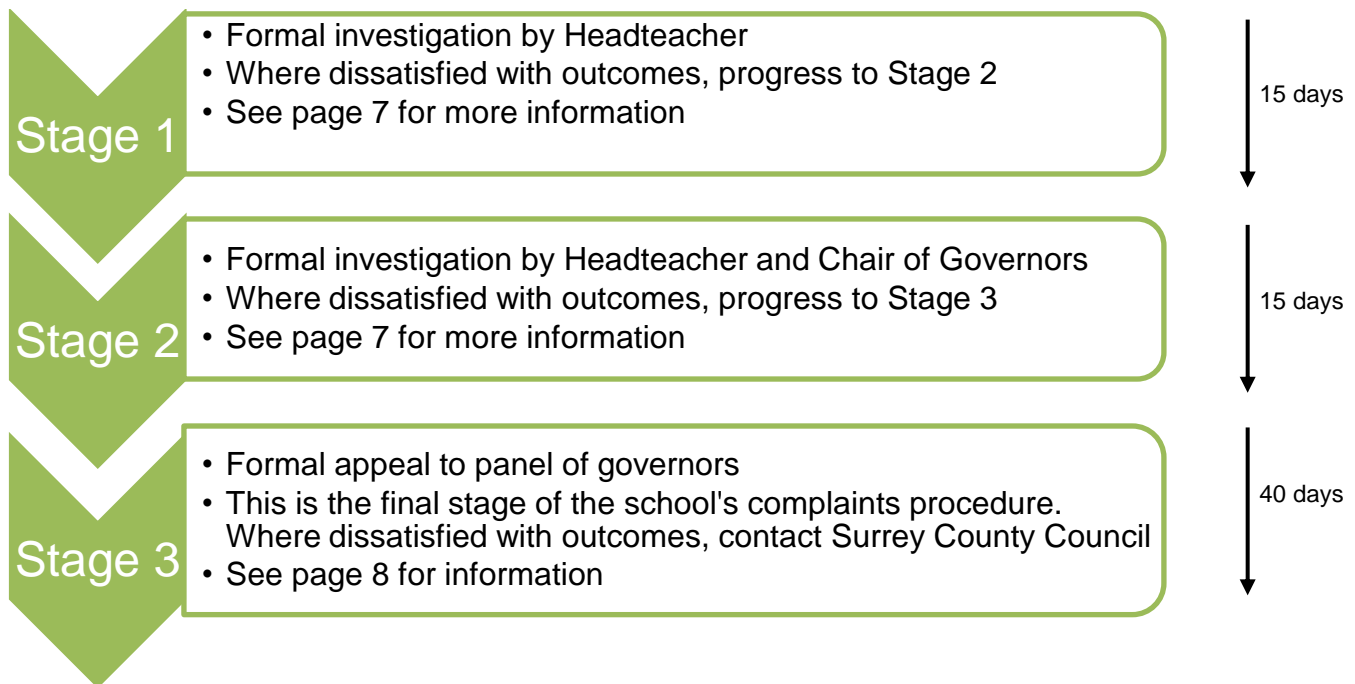 • Formal investigation by Headteacher
• Where dissatisfied with outcomes, progress to Stage 2
• See page 7 for more information
Stage 1
15 days
• Formal investigation by Headteacher and Chair of Governors
• Where dissatisfied with outcomes, progress to Stage 3
• See page 7 for more information
Stage 2
15 days
• Formal appeal to panel of governors
• This is the final stage of the school's complaints procedure.
Where dissatisfied with outcomes, contact Surrey County Council
• See page 8 for information
Stage 3
40 days